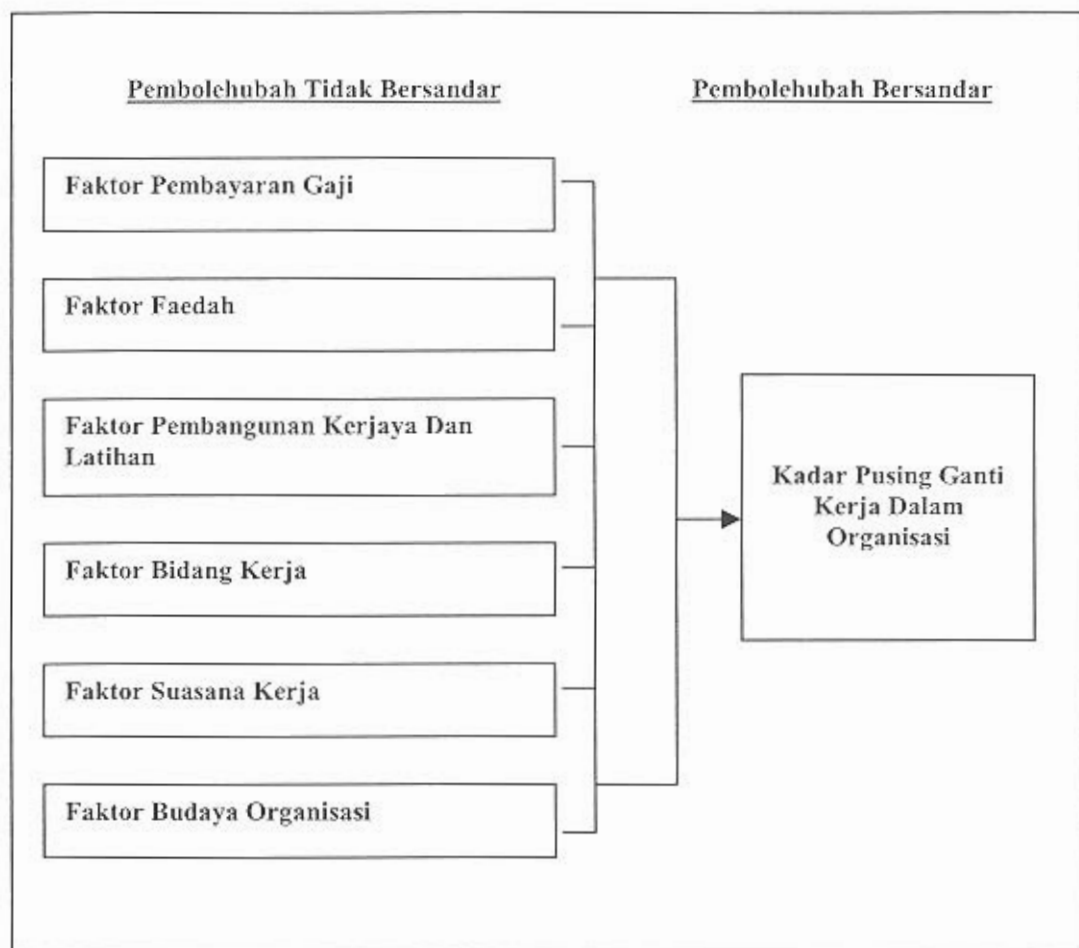 Pembolehubah Tidak Bersandar
Pembolehubah Bersandar
Faktor Pembayaran Gaji
Faktor Faedah
Faktor Pembangunan Kerjaya Dan
Latihan
Faktor Bidang Kerja
Faktor Suasana Kerja
Faktor Budaya Organisasi
Kadar Pusing Ganti
Kerja Dalam
Organisasi